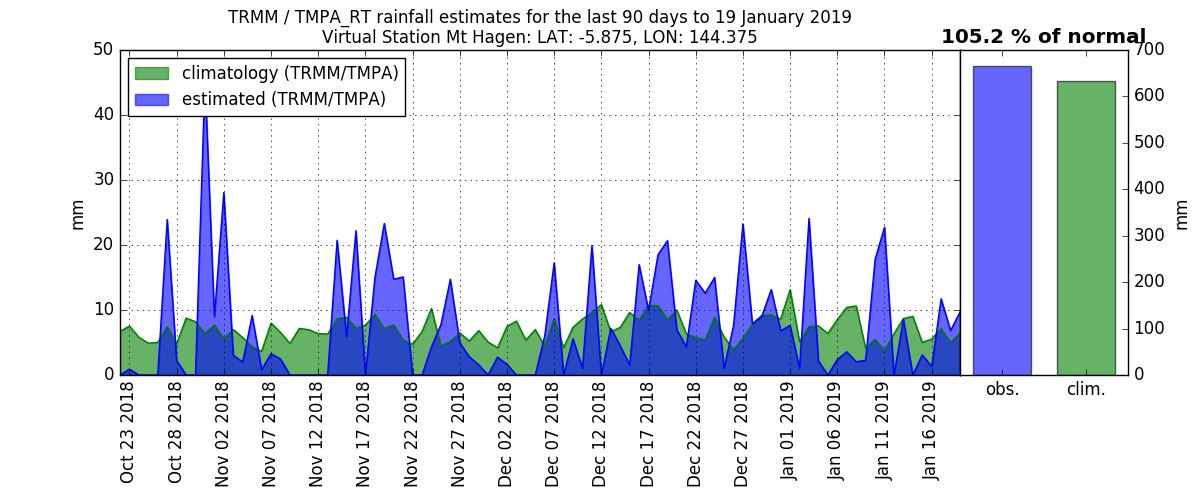 TRMM / TMPA_RT rainfall estimates for the last 90 days to 19 January 2019
Virtual Station Mt Hagen: LAT: -5.875, LON: 144.375
105.2 % of normal
climatology (TRMM/TMPA)
estimated (TRMM/TMPA)
50
40
30
20
10
0
mm
Oct 23 2018
Oct 28 2018
Nov 02 2018
Nov 07 2018
Nov 12 2018
Nov 17 2018
Nov 22 2018
Nov 27 2018
Dec 02 2018
Dec 07 2018
Dec 12 2018
Dec 17 2018
Dec 22 2018
Dec 27 2018
Jan 01 2019
Jan 06 2019
Jan 11 2019
Jan 16 2019
obs.
clim.
700
600
500
400
300
200
100
0
mm